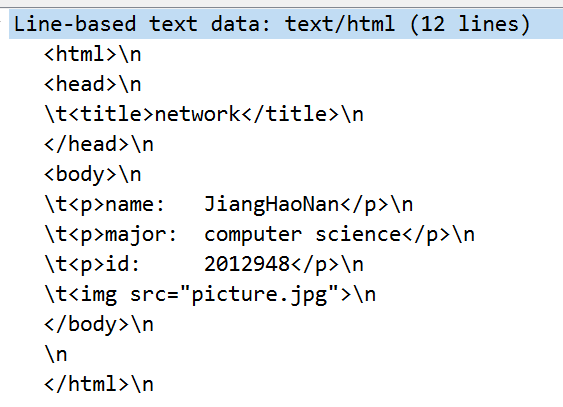 Line-based text data: text/html (12 lines)
<html>\n
<head>\n
\t<title>network</title>\n
</head>\n
<body>\n
\t<p>name:   JiangHaoNan</p>\n
\t<p>major:  computer science</p>\n
\t<p>id:     2012948</p>\n
\t<img src="picture.jpg">\n
</body>\n
\n
</html>\n